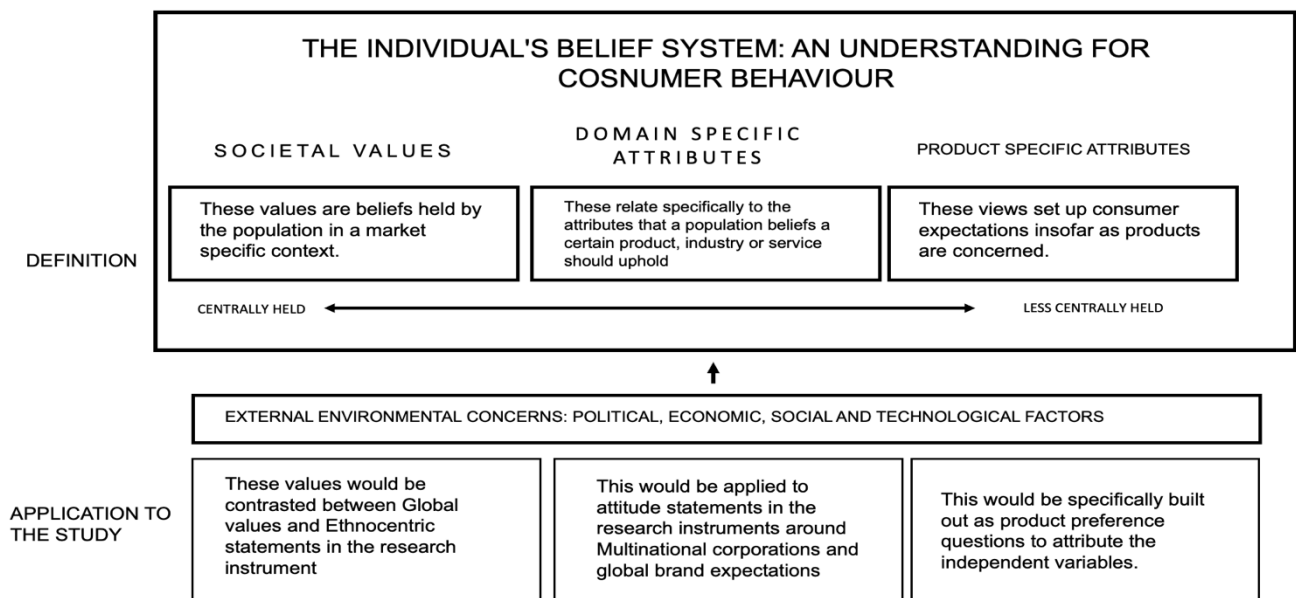 THE INDIVIDUAL'S BELIEF SYSTEM: AN UNDERSTANDING FOR
COSNUMER BEHAVIOUR
SOCIETAL VALUES
DOMAIN SPECIFIC
ATTRIBUTES
PRODUCT SPECIFIC ATTRIBUTES
DEFINITION
These values are beliefs held by
the population in a market
specific context.
These relate specifically to the
attributes that a population beliefs a
certain product, industry or service
should uphold
These views set up consumer
expectations insofar as products
are concerned.
CENTRALLY HELD
LESS CENTRALLY HELD
EXTERNAL ENVIRONMENTAL CONCERNS: POLITICAL, ECONOMIC, SOCIAL AND TECHNOLOGICAL FACTORS
APPLICATION TO
THE STUDY
These values would be
contrasted between Global
values and Ethnocentric
statements in the research
instrument
This would be applied to
attitude statements in the
research instruments around
Multinational corporations and
global brand expectations
This would be specifically built
out as product preference
questions to attribute the
independent variables.